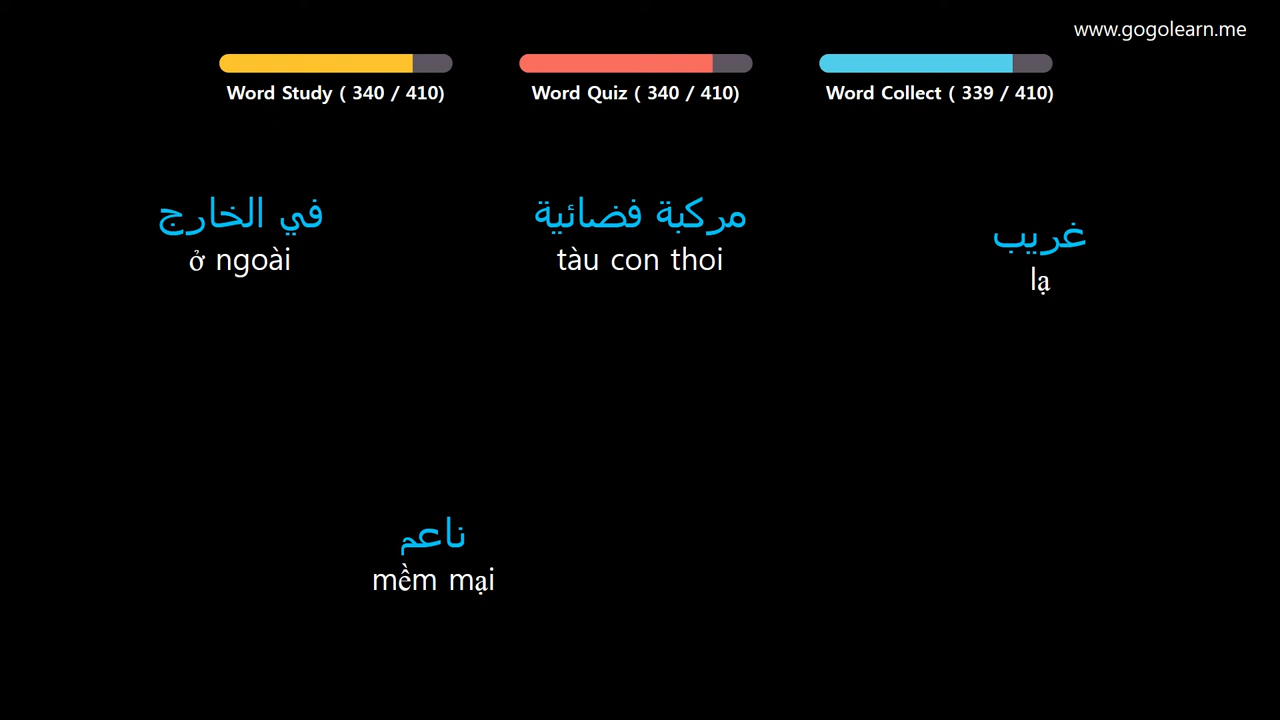 www.gogolearn.me
Word Study ( 340 / 410)
Word Quiz ( 340 / 410)
Word Collect ( 339 / 410)
في الخارج
ở ngoài
مركبة فضائية
tàu con thoi
غريب
lạ
ناعم
mềm mại